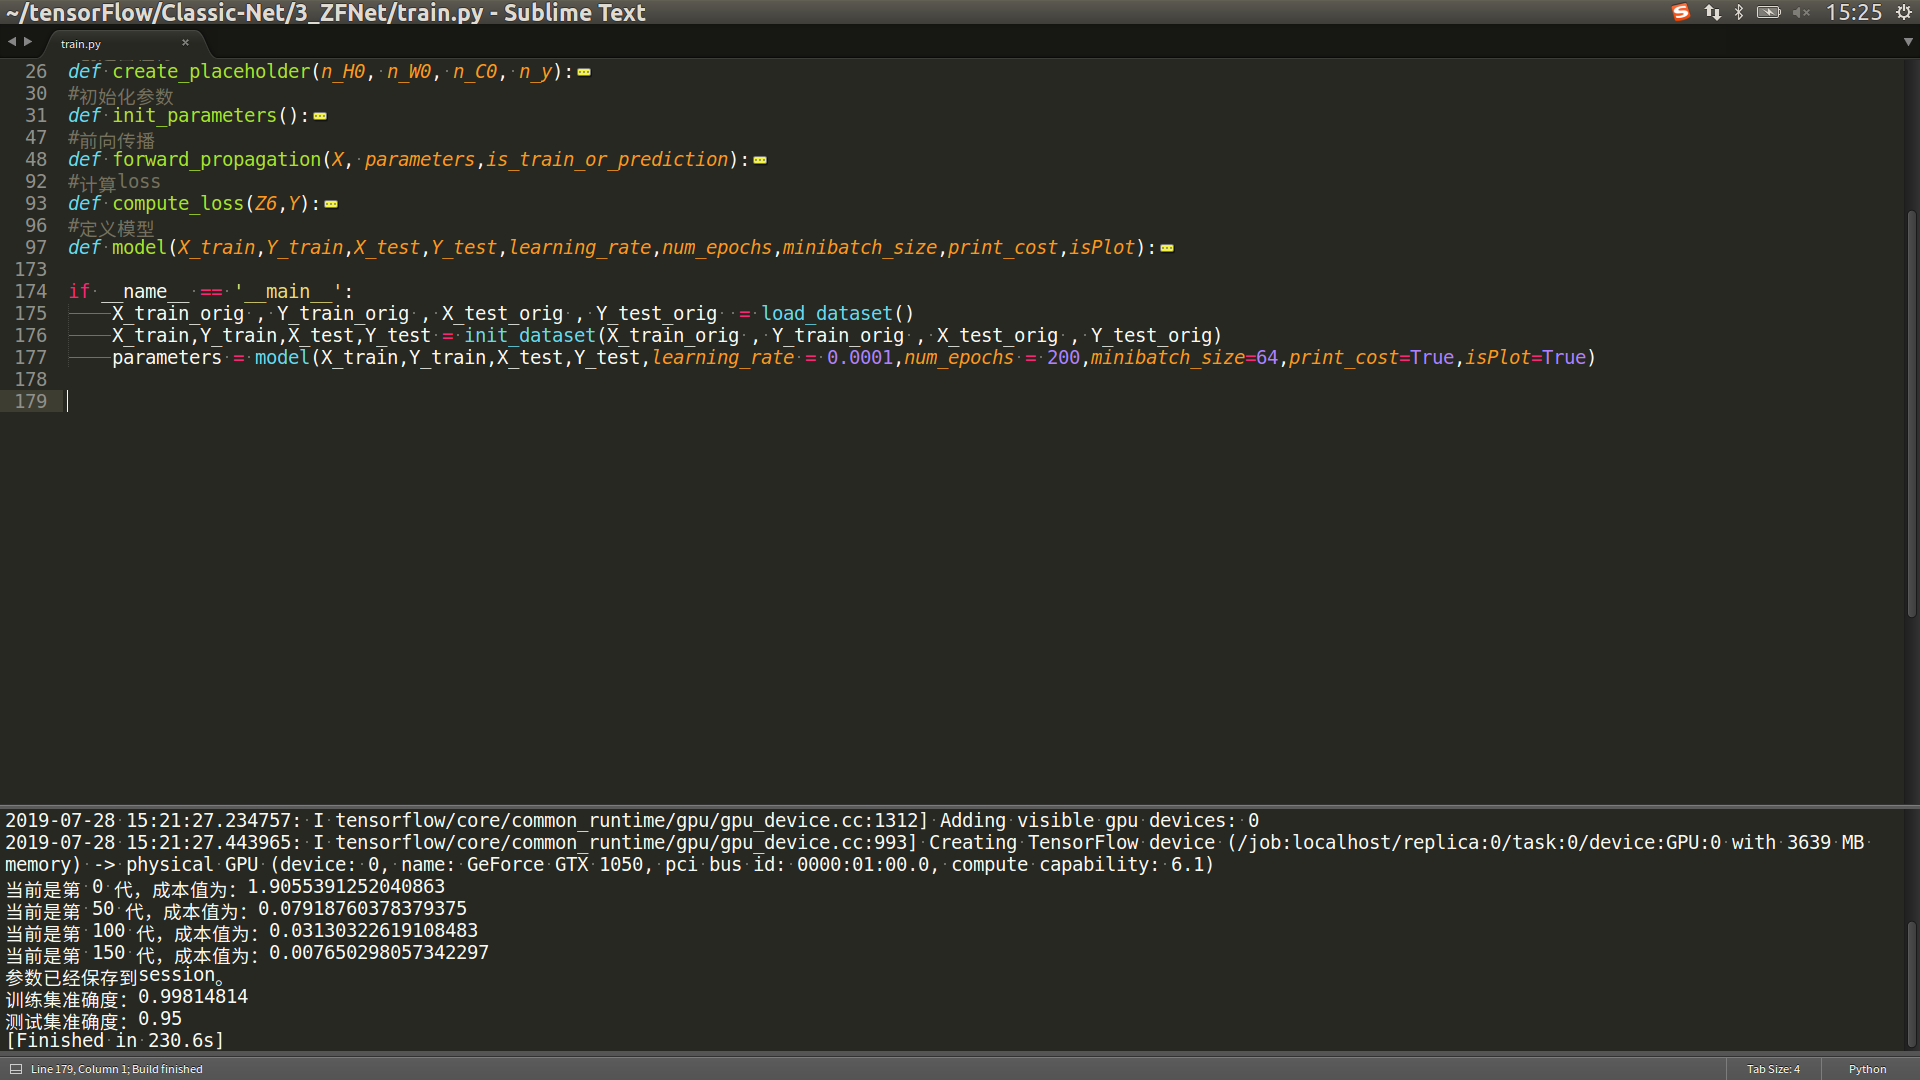 ~/tensorFlow/Classic-Net/3_ZFNet/train.py - Sublime Text
15:25
train.py
26 def create_placeholder(n_H0, n_W0, n_C0, n_y):
30 #初始化参数
31 def init_parameters():
47 #前向传播
48 def forward_propagation(X, parameters,is_train_or_prediction):
92 #计算loss
93 def compute_loss(Z6,Y):
96 #定义模型
97 def model(X_train,Y_train,X_test,Y_test,learning_rate,num_epochs,minibatch_size,print_cost,isPlot):
173
174 if __name__ == '__main__':
175 X_train_orig , Y_train_orig , X_test_orig , Y_test_orig  = load_dataset()
176 X_train,Y_train,X_test,Y_test = init_dataset(X_train_orig , Y_train_orig , X_test_orig , Y_test_orig)
177 parameters = model(X_train,Y_train,X_test,Y_test,learning_rate = 0.0001,num_epochs = 200,minibatch_size=64,print_cost=True,isPlot=True)
178
179
2019-07-28 15:21:27.234757: I tensorflow/core/common_runtime/gpu/gpu_device.cc:1312] Adding visible gpu devices: 0
2019-07-28 15:21:27.443965: I tensorflow/core/common_runtime/gpu/gpu_device.cc:993] Creating TensorFlow device (/job:localhost/replica:0/task:0/device:GPU:0 with 3639 MB
memory) -> physical GPU (device: 0, name: GeForce GTX 1050, pci bus id: 0000:01:00.0, compute capability: 6.1)
当前是第 0 代，成本值为：1.9055391252040863
当前是第 50 代，成本值为：0.07918760378379375
当前是第 100 代，成本值为：0.03130322619108483
当前是第 150 代，成本值为：0.007650298057342297
参数已经保存到session。
训练集准确度：0.99814814
测试集准确度：0.95
[Finished in 230.6s]
Line 179, Column 1; Build finished
Tab Size: 4
Python